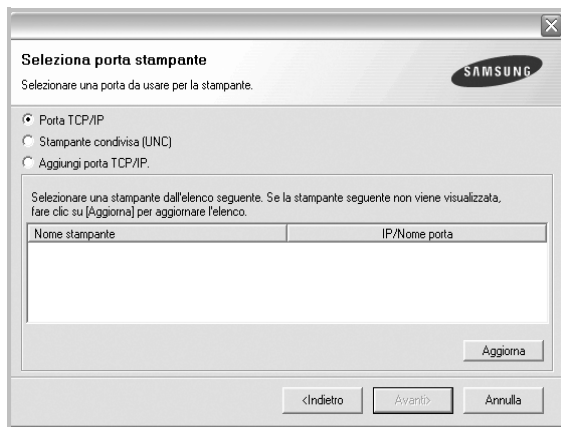 Seleziona porta stampante
Selezionare una porta da usare per la stampante.
SAMSUNG
Porta TCP/IP
Stampante condivisa (UNC)
Aggiungi porta TCP/IP.
Selezionare una stampante dall'elenco seguente. Se la stampante seguente non viene visualizzata,
fare clic su [Aggiorna] per aggiornare l'elenco.
Nome stampante IP/Nome porta
Aggiorna
<Indietro Avanti> Annulla